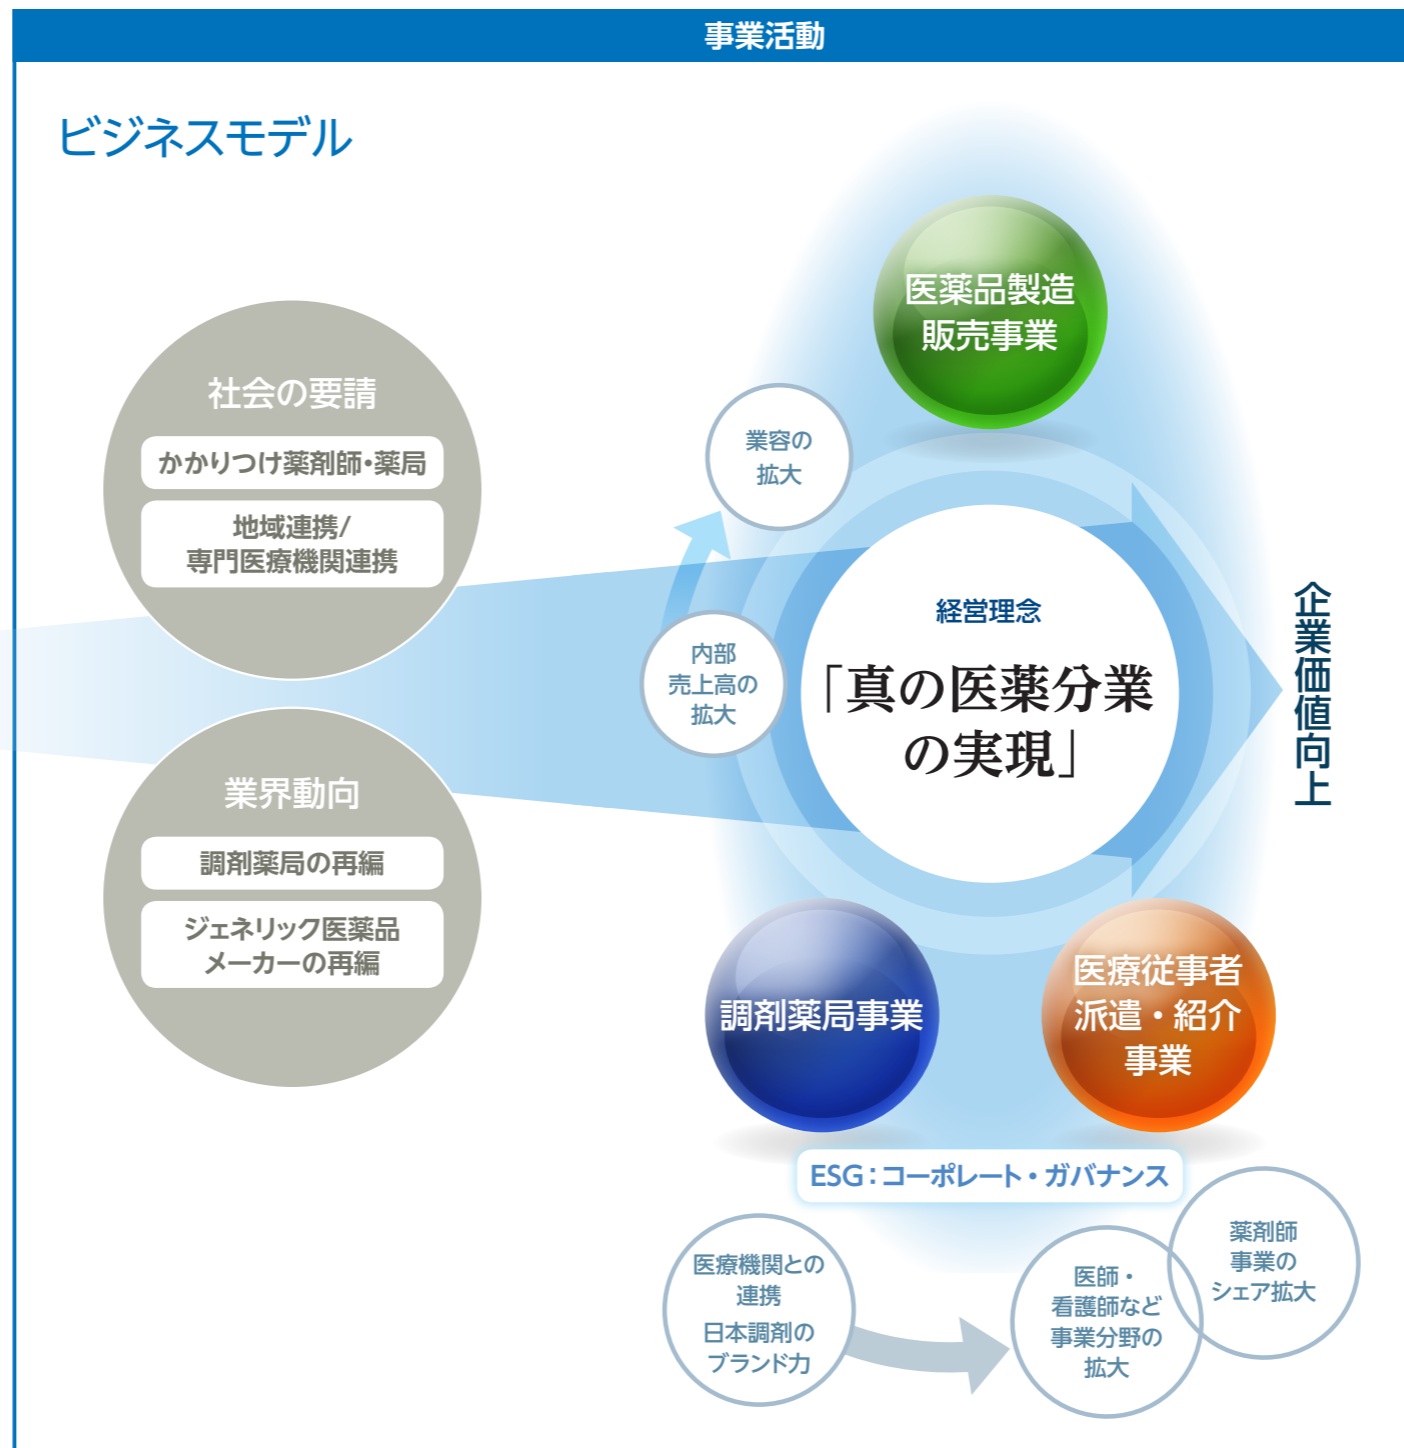 事業活動
ビジネスモデル
社会の要請
かかりつけ薬剤師・薬局
地域連携/
専門医療機関連携
業界動向
調剤薬局の再編
ジェネリック医薬品
メーカーの再編
医薬品製造
販売事業
業容の
拡大
内部
売上高の
拡大
経営理念
「真の医薬分業
の実現」
企業価値向上
調剤薬局事業
医療従事者
派遣・紹介
事業
ESG：コーポレート・ガバナンス
医療機関との
連携
日本調剤の
ブランド力
医師・
看護師など
事業分野の
拡大
薬剤師
事業の
シェア拡大